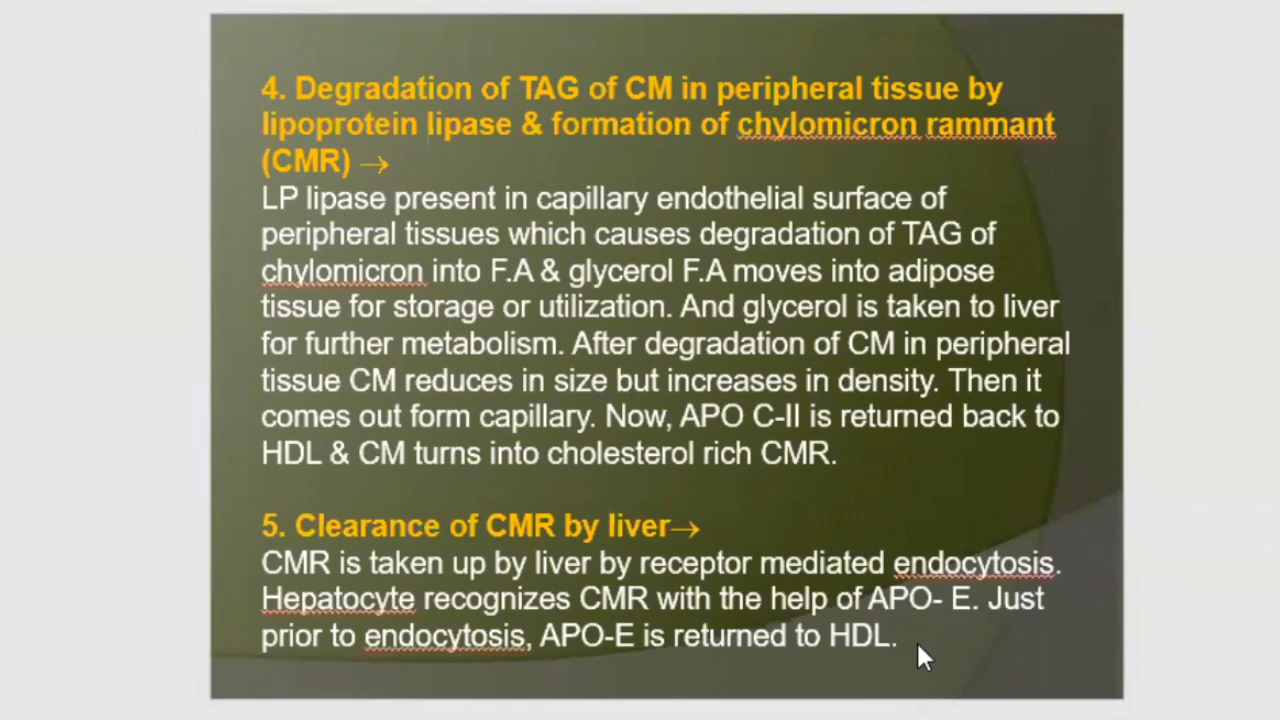 4. Degradation of TAG of CM in peripheral tissue by
lipoprotein lipase & formation of chylomicron rammant
(CMR) →
LP lipase present in capillary endothelial surface of
peripheral tissues which causes degradation of TAG of
chylomicron into F.A & glycerol F.A moves into adipose
tissue for storage or utilization. And glycerol is taken to liver
for further metabolism. After degradation of CM in peripheral
tissue CM reduces in size but increases in density. Then it
comes out form capillary. Now, APO C-II is returned back to
HDL & CM turns into cholesterol rich CMR.
5. Clearance of CMR by liver→
CMR is taken up by liver by receptor mediated endocytosis.
Hepatocyte recognizes CMR with the help of APO- E. Just
prior to endocytosis, APO-E is returned to HDL.